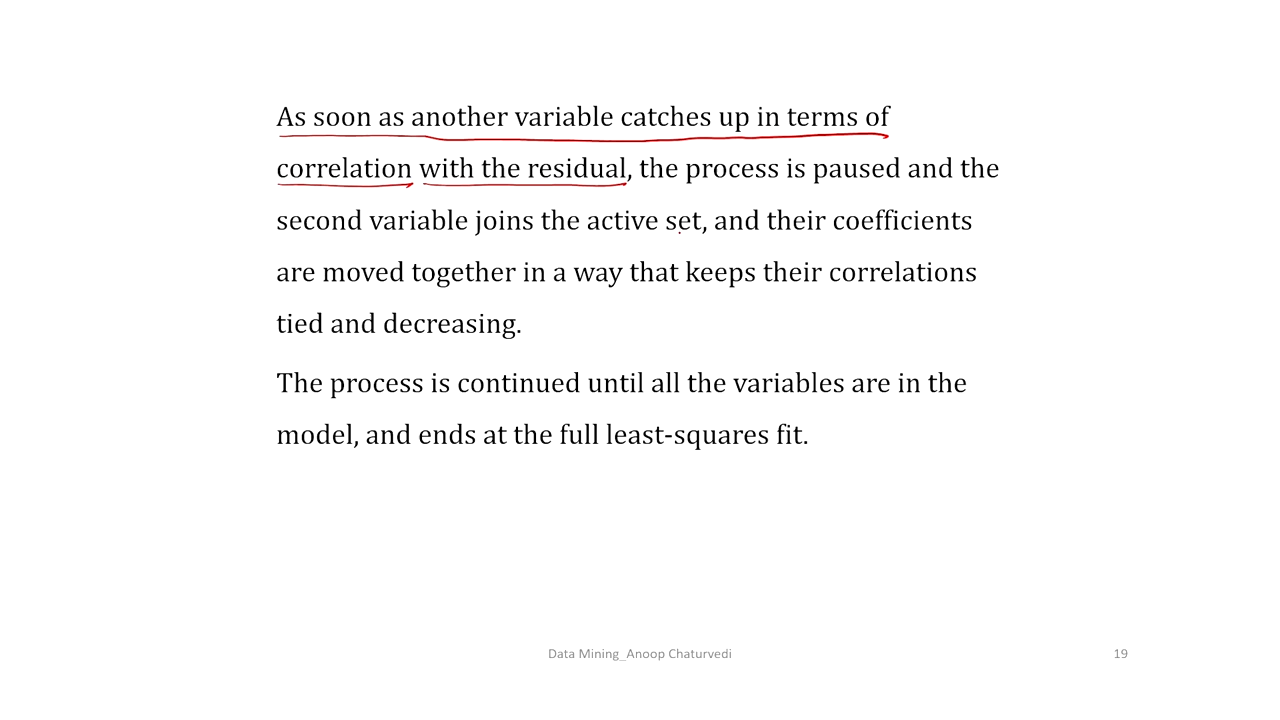 As soon as another variable catches up in terms of
correlation with the residual, the process is paused and the
second variable joins the active set, and their coefficients
are moved together in a way that keeps their correlations
tied and decreasing.
The process is continued until all the variables are in the
model, and ends at the full least-squares fit.
Data Mining_Anoop Chaturvedi
19